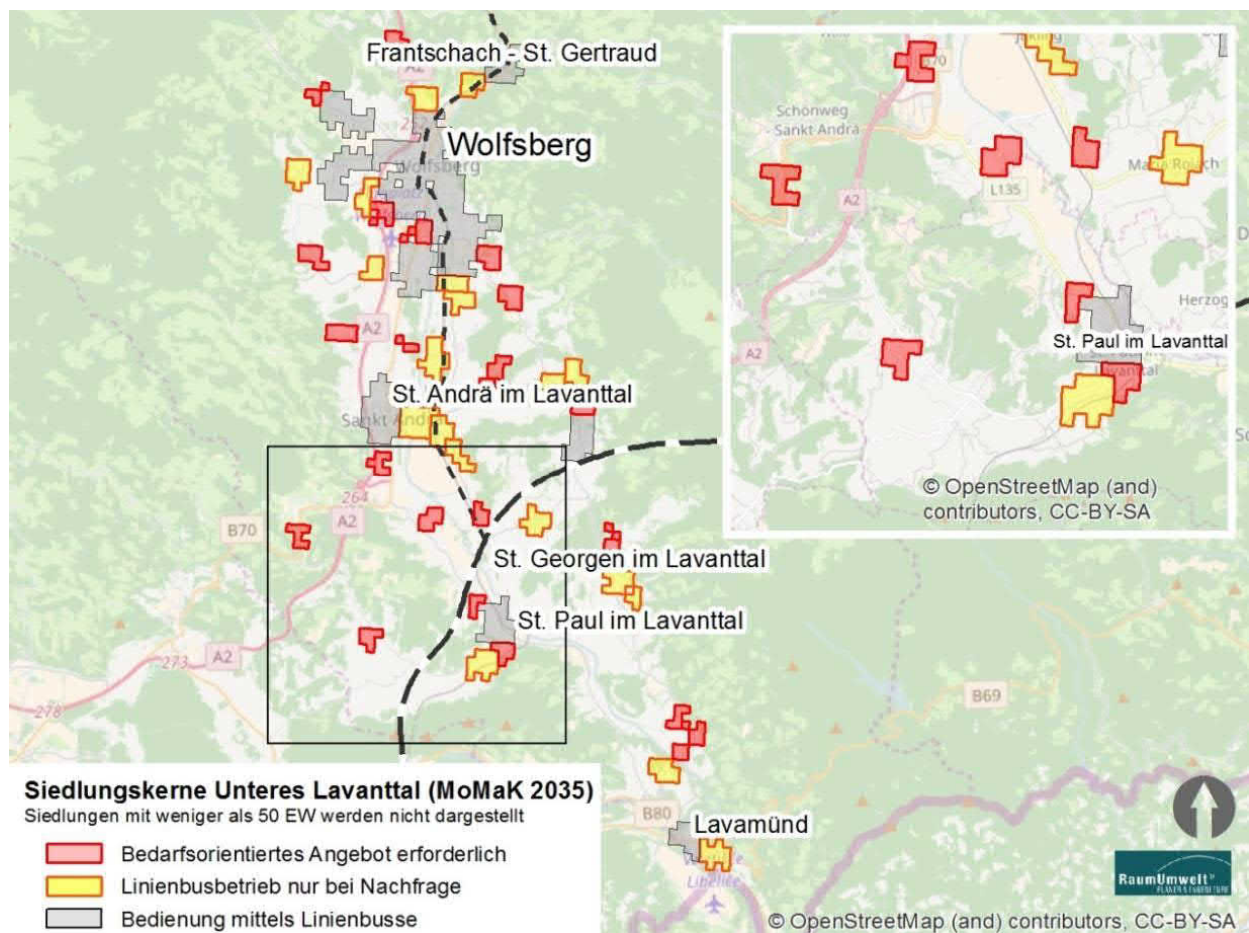 Frantschach - St. Gertraud
A2
Wolfsberg
Wolfsberg
A2
St. Andrä im Lavanttal
Sankt Andrä
264
B70
A2
St. Georgen im Lavanttal
St. Paul im Lavanttal
A2
273
278
B69
B80
Lavamünd
Libeliče
B70
Schönweg
- Sankt Andrä
L135
Maria Rojach
A2
Herzog
St. Paul im Lavanttal
A2
© OpenStreetMap (and)
contributors, CC-BY-SA
Siedlungskerne Unteres Lavanttal (MoMaK 2035)
Siedlungen mit weniger als 50 EW werden nicht dargestellt
Bedarfsorientiertes Angebot erforderlich
Linienbusbetrieb nur bei Nachfrage
Bedienung mittels Linienbusse
RaumUmwelt
© OpenStreetMap (and) contributors, CC-BY-SA